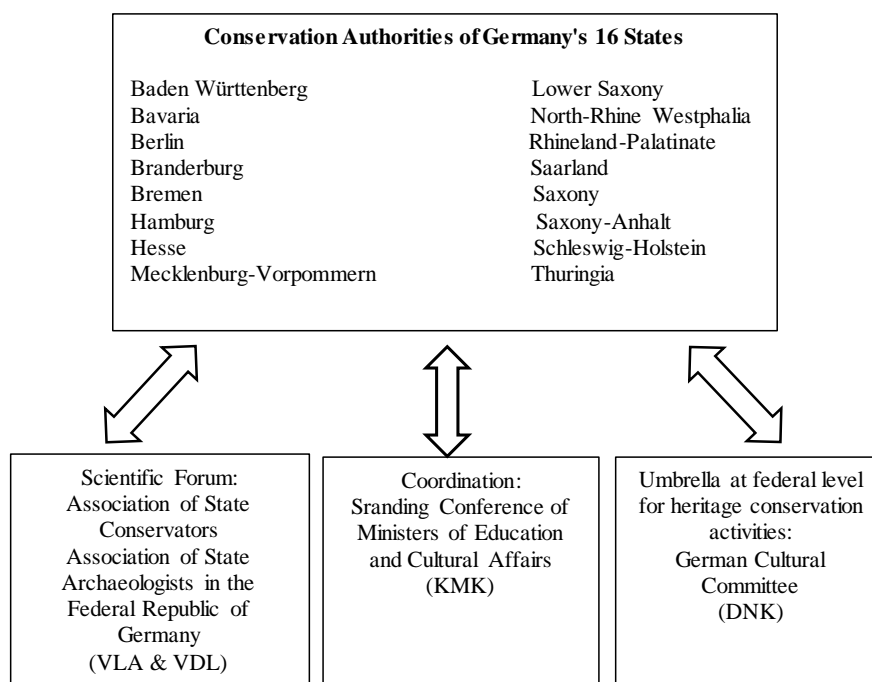 Conservation Authorities of Germany's 16 States
Baden Württenberg
Bavaria
Berlin
Branderburg
Bremen
Hamburg
Hesse
Mecklenburg-Vorpommern
Lower Saxony
North-Rhine Westphalia
Rhineland-Palatinate
Saarland
Saxony
Saxony-Anhalt
Schleswig-Holstein
Thuringia
Scientific Forum:
Association of State
Conservators
Association of State
Archaeologists in the
Federal Republic of
Germany
(VLA & VDL)
Coordination:
Sranding Conference of
Ministers of Education
and Cultural Affairs
(KMK)
Umbrella at federal level
for heritage conservation
activities:
German Cultural
Committee
(DNK)